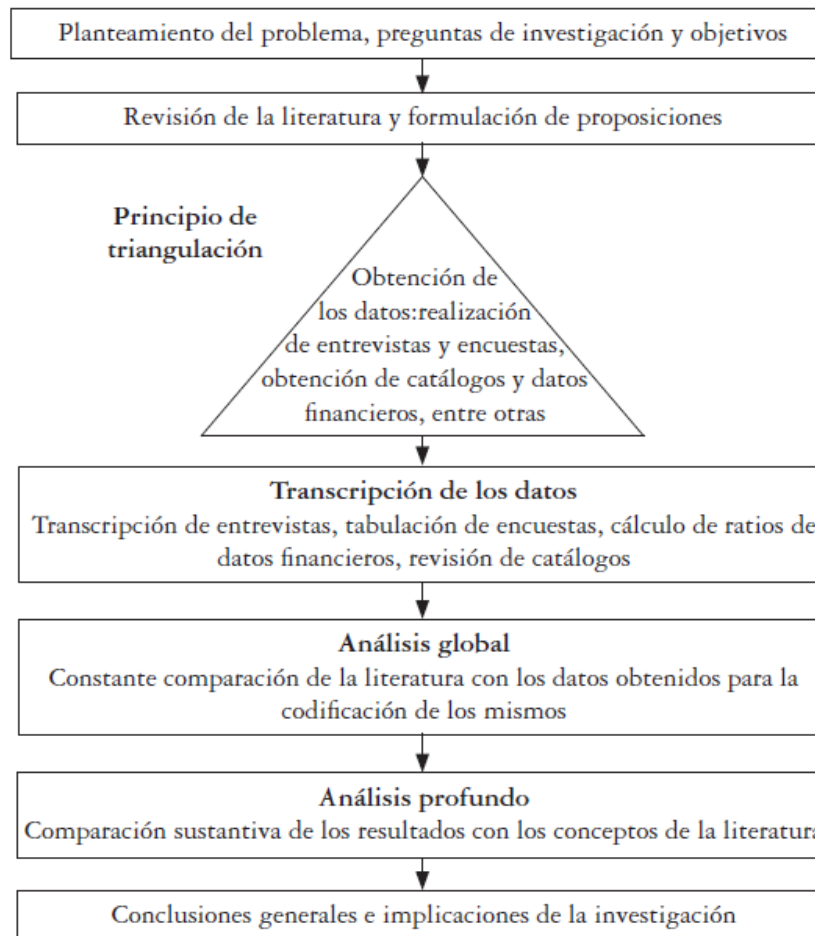 Planteamiento del problema, preguntas de investigación y objetivos
Revisión de la literatura y formulación de proposiciones
Principio de
triangulación
Obtención de
los datos:realización
de entrevistas y encuestas,
obtención de catálogos y datos
financieros, entre otras
Transcripción de los datos
Transcripción de entrevistas, tabulación de encuestas, cálculo de ratios de
datos financieros, revisión de catálogos
Análisis global
Constante comparación de la literatura con los datos obtenidos para la
codificación de los mismos
Análisis profundo
Comparación sustantiva de los resultados con los conceptos de la literatura
Conclusiones generales e implicaciones de la investigación